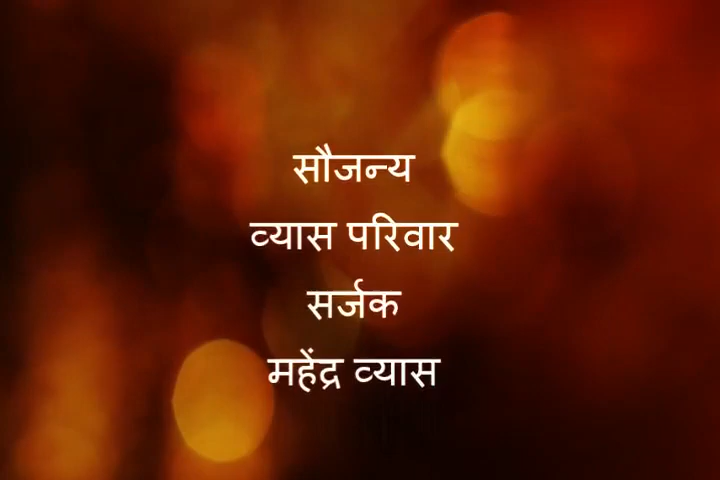 सौजन्य
व्यास परिवार
सर्जक
महेंद्र व्यास